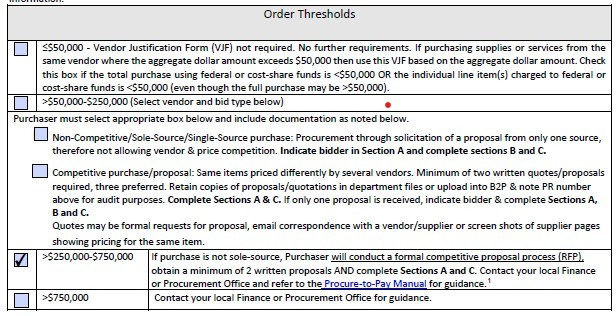 Order Thresholds
≤$50,000 - Vendor Justification Form (VJF) not required. No further requirements. If purchasing supplies or services from the
same vendor where the aggregate dollar amount exceeds $50,000 then use this VJF based on the aggregate dollar amount. Check
this box if the total purchase using federal or cost-share funds is <$50,000 OR the individual line item(s) charged to federal or
cost-share funds is <$50,000 (even though the full purchase may be >$50,000).
>$50,000-$250,000 (Select vendor and bid type below)
Purchaser must select appropriate box below and include documentation as noted below.
Non-Competitive/Sole-Source/Single-Source purchase: Procurement through solicitation of a proposal from only one source,
therefore not allowing vendor & price competition. Indicate bidder in Section A and complete sections B and C.
Competitive purchase/proposal: Same items priced differently by several vendors. Minimum of two written quotes/proposals
required, three preferred. Retain copies of proposals/quotations in department files or upload into B2P & note PR number
above for audit purposes. Complete Sections A & C. If only one proposal is received, indicate bidder & complete Sections A,
B and C.
Quotes may be formal requests for proposal, email correspondence with a vendor/supplier or screen shots of supplier pages
showing pricing for the same item.
>$250,000-$750,000 If purchase is not sole-source, Purchaser will conduct a formal competitive proposal process (RFP),
obtain a minimum of 2 written proposals AND complete Sections A and C. Contact your local Finance
or Procurement Office and refer to the Procure-to-Pay Manual for guidance.¹
>$750,000 Contact your local Finance or Procurement Office for guidance.